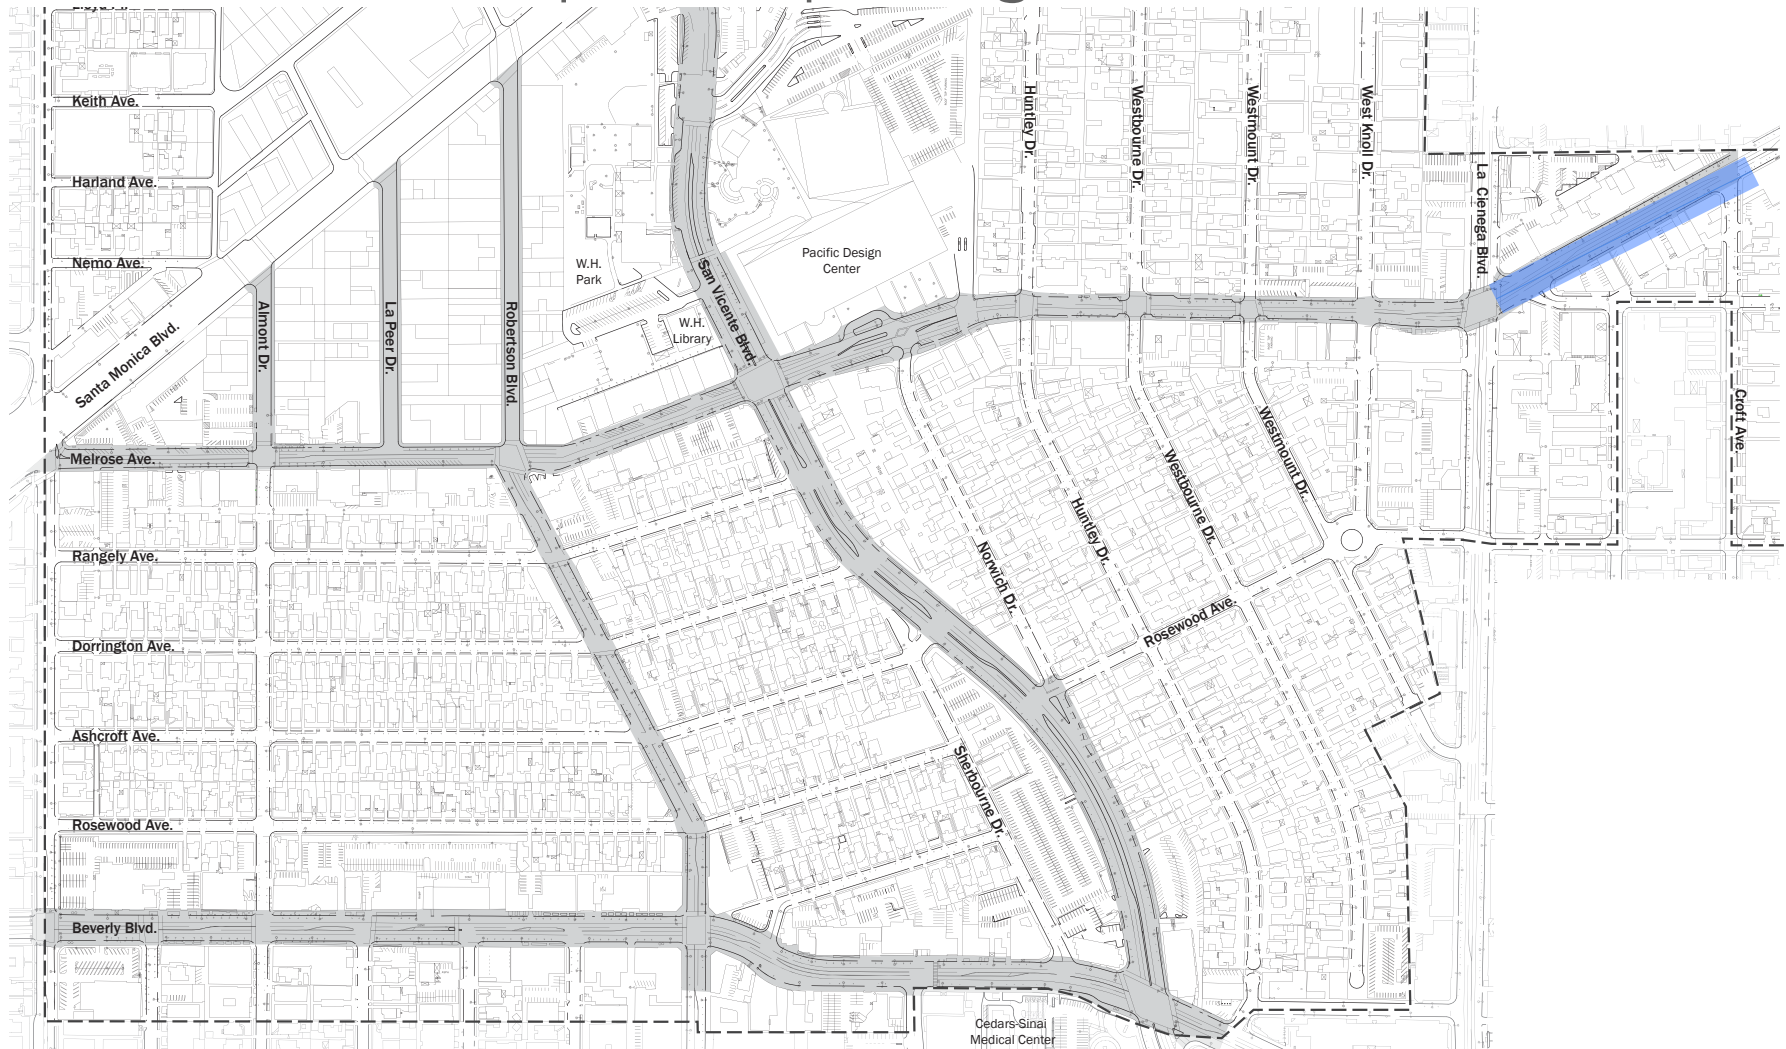 Keith Ave.
Harland Ave.
Nemo Ave.
Santa Monica Blvd.
Almont Dr.
La Peer Dr.
Robertson Blvd.
W.H.
Park
W.H.
Library
San Vicente Blvd.
Pacific Design
Center
Huntley Dr.
Westbourne Dr.
Westmount Dr.
West Knoll Dr.
La Cienega Blvd.
Croft Ave.
Melrose Ave.
Rangely Ave.
Dorrington Ave.
Ashcroft Ave.
Rosewood Ave.
Beverly Blvd.
Norwich Dr.
Huntley Dr.
Westbourne Dr.
Westmount Dr.
Rosewood Ave.
Sherbourne Dr.
Cedars-Sinai
Medical Center